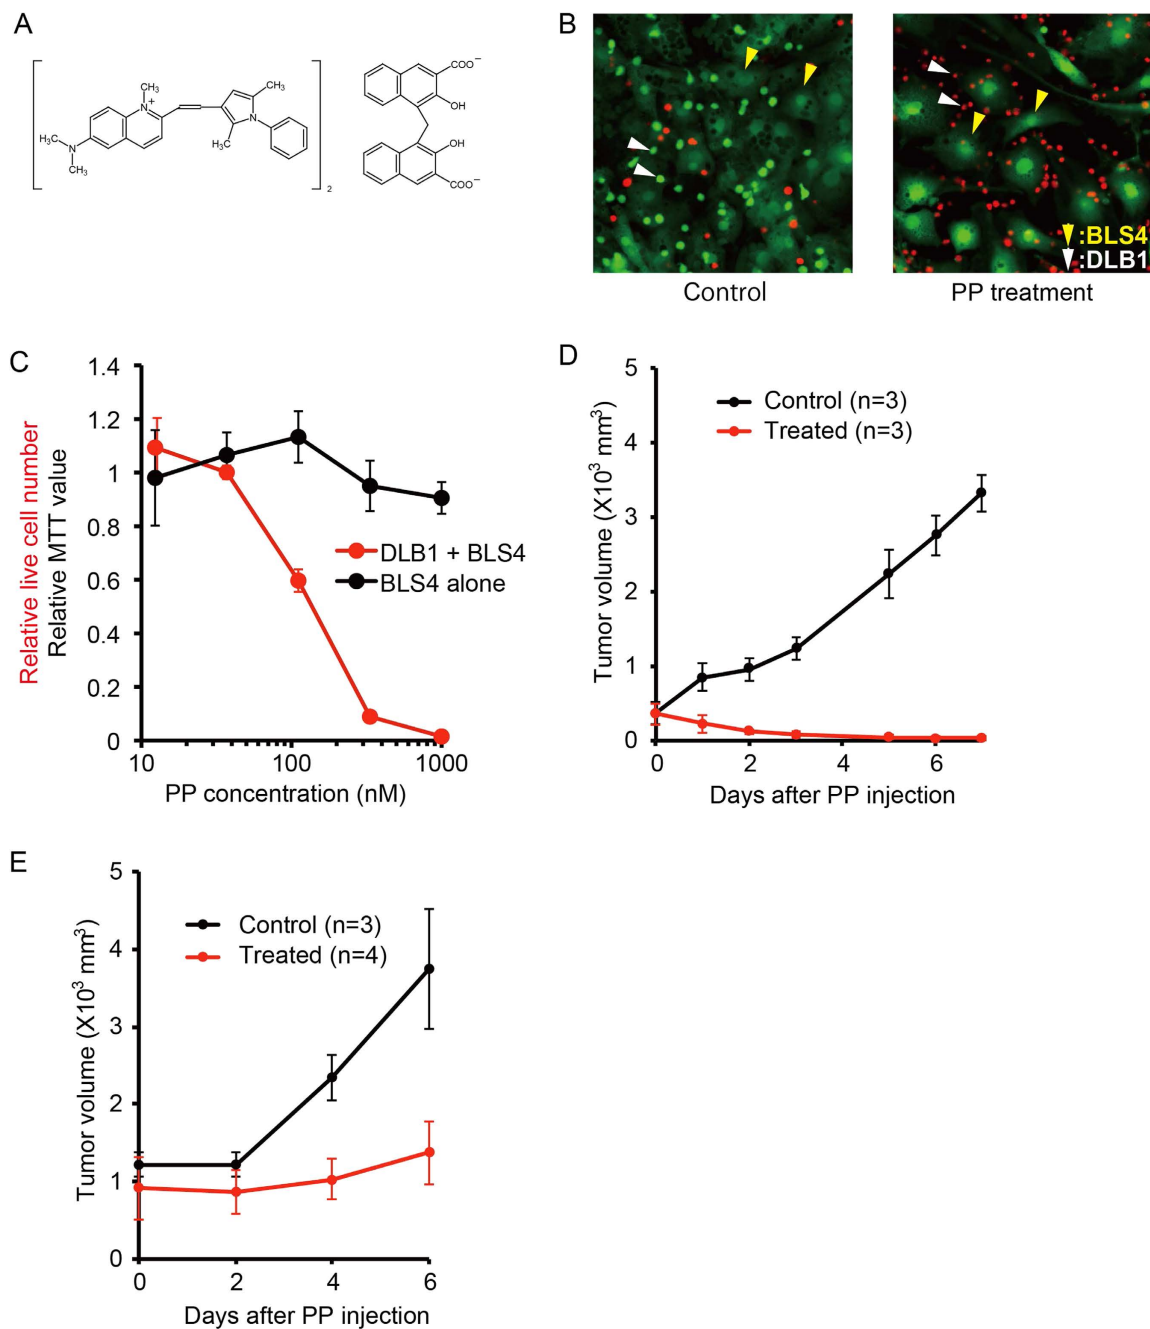 A
CH₃
N⁺
CH₃
N
CH₃
H₃C
N
CH₃
2
COO⁻
OH
OH
COO⁻
B
▼:BLS4
▼:DLB1
Control
PP treatment
C
Relative live cell number
Relative MTT value
1.4
1.2
1
0.8
0.6
0.4
0.2
0
10
100
1000
DLB1 + BLS4
BLS4 alone
PP concentration (nM)
D
Tumor volume (X10³ mm³)
5
4
3
2
1
0
0
2
4
6
Control (n=3)
Treated (n=3)
Days after PP injection
E
Tumor volume (X10³ mm³)
5
4
3
2
1
0
0
2
4
6
Control (n=3)
Treated (n=4)
Days after PP injection